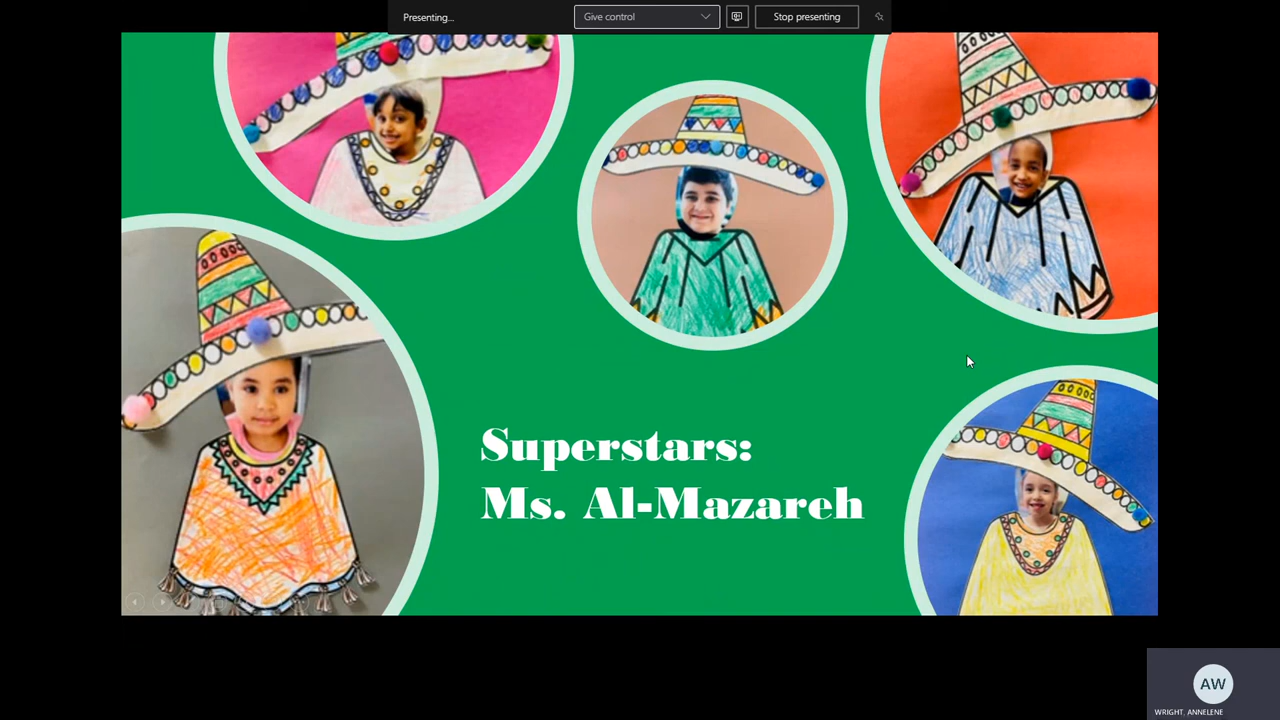 Presenting...
Give control
Stop presenting
Superstars:
Ms. Al-Mazareh
AW
WRIGHT, ANNELENE